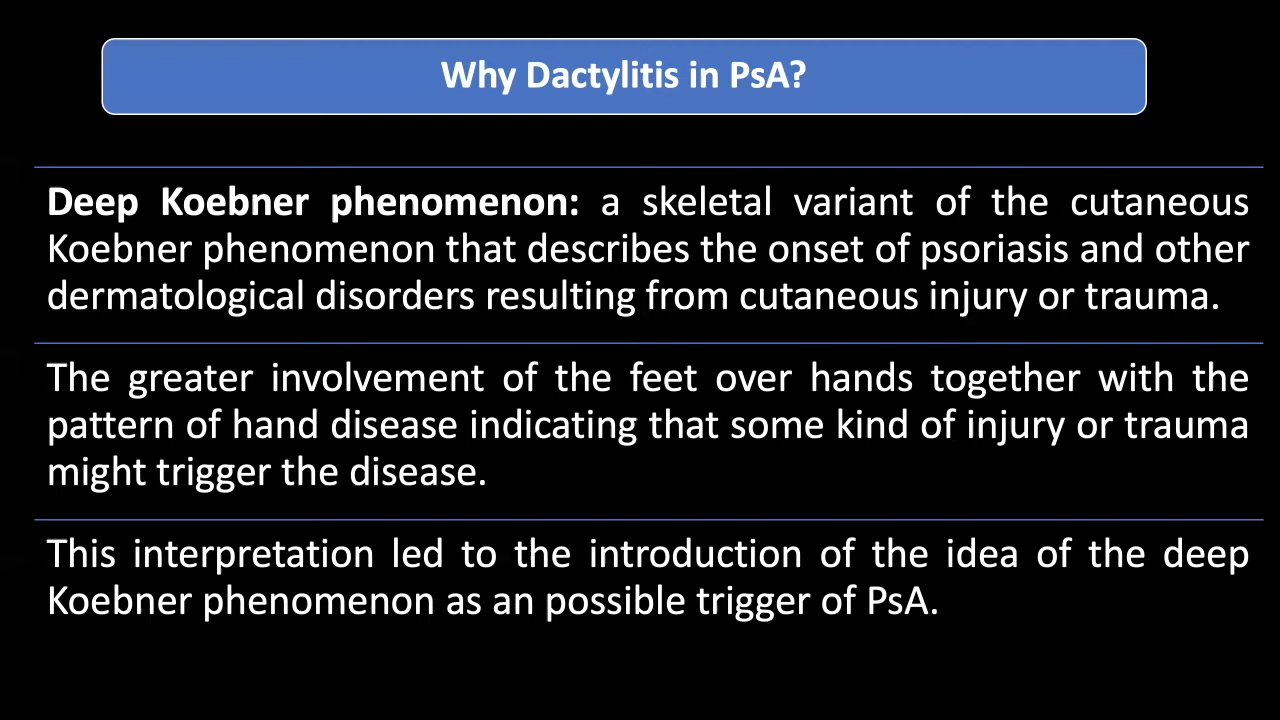 Why Dactylitis in PsA?
Deep Koebner phenomenon: a skeletal variant of the cutaneous
Koebner phenomenon that describes the onset of psoriasis and other
dermatological disorders resulting from cutaneous injury or trauma.
The greater involvement of the feet over hands together with the
pattern of hand disease indicating that some kind of injury or trauma
might trigger the disease.
This interpretation led to the introduction of the idea of the deep
Koebner phenomenon as an possible trigger of PsA.